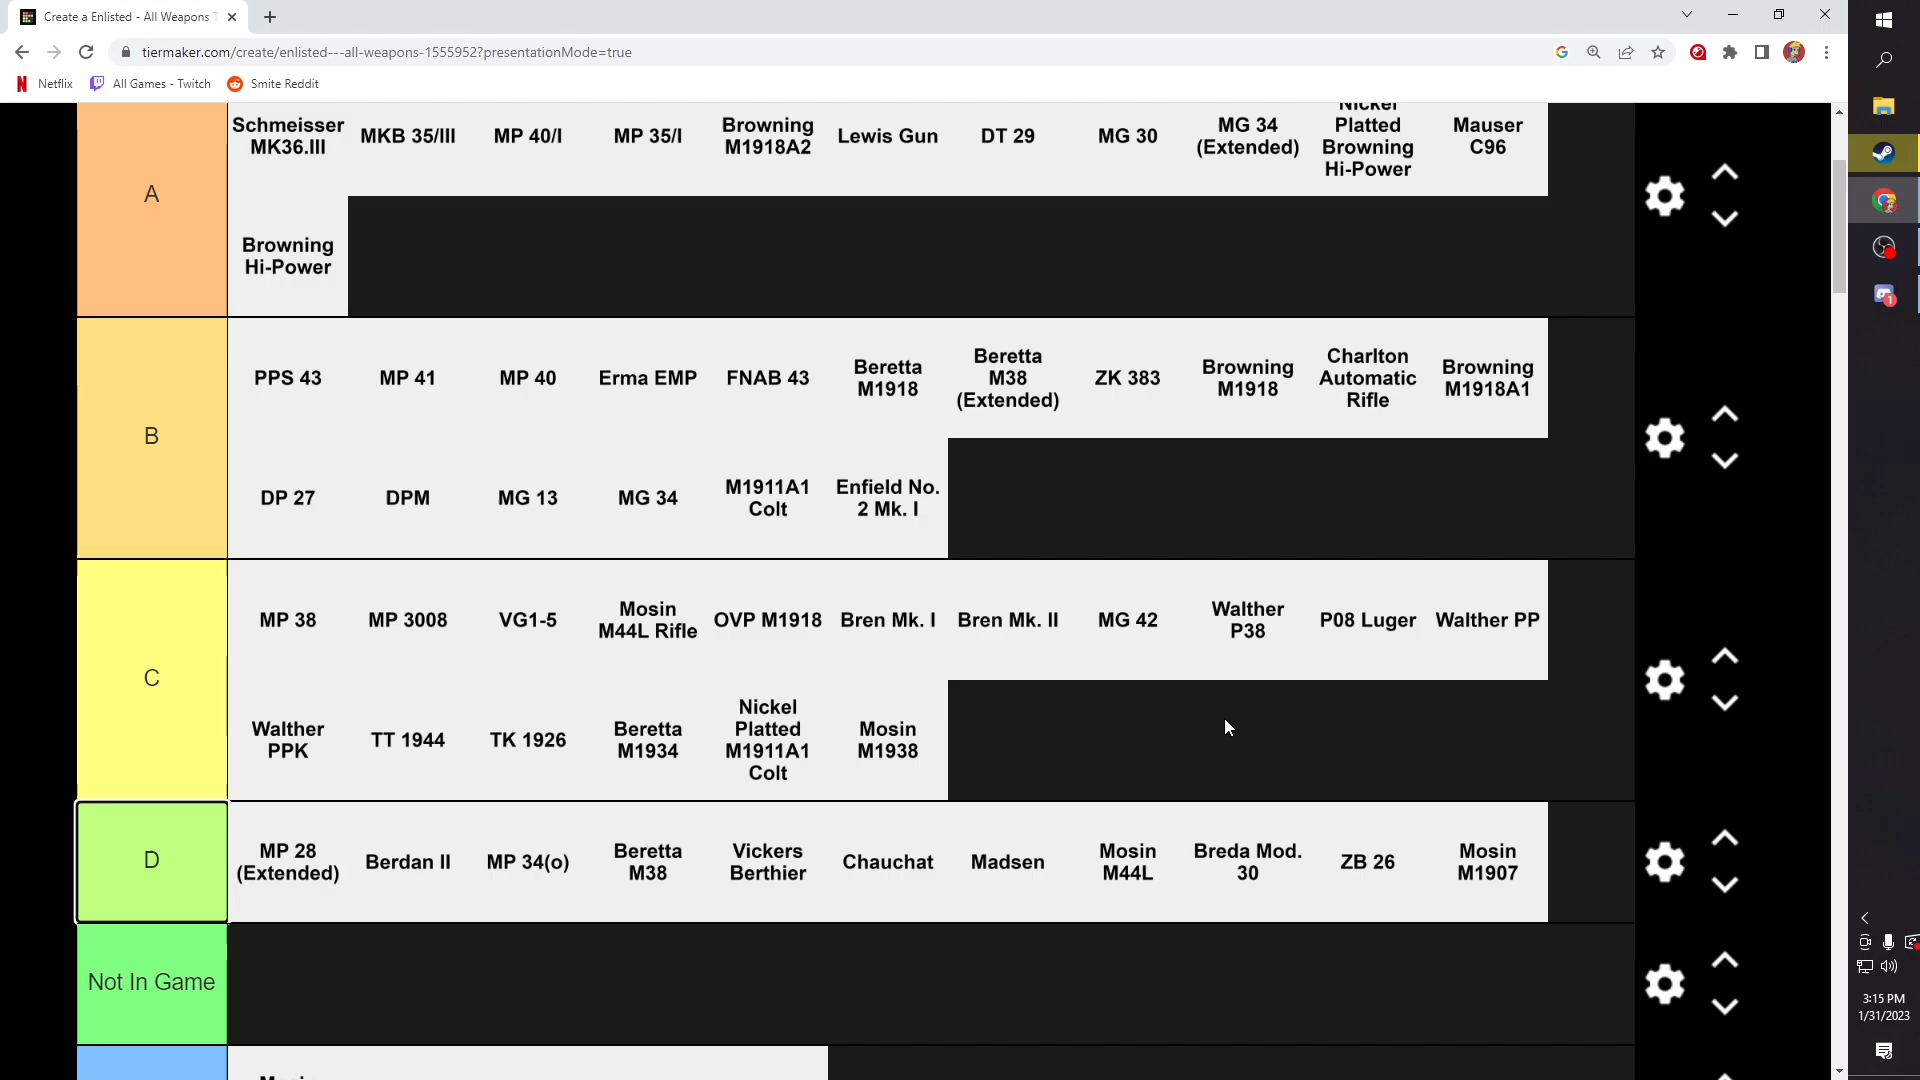 Create a Enlisted - All Weapons T
tiermaker.com/create/enlisted---all-weapons-1555952?presentationMode=true
Netflix
All Games - Twitch
Smite Reddit
A
Schmeisser
MK36.III
MKB 35/III
MP 40/I
MP 35/I
Browning
M1918A2
Lewis Gun
DT 29
MG 30
MG 34
(Extended)
Nickel
Platted
Browning
Hi-Power
Mauser
C96
Browning
Hi-Power
B
PPS 43
MP 41
MP 40
Erma EMP
FNAB 43
Beretta
M1918
Beretta
M38
(Extended)
ZK 383
Browning
M1918
Charlton
Automatic
Rifle
Browning
M1918A1
DP 27
DPM
MG 13
MG 34
M1911A1
Colt
Enfield No.
2 Mk. I
C
MP 38
MP 3008
VG1-5
Mosin
M44L Rifle
OVP M1918
Bren Mk. I
Bren Mk. II
MG 42
Walther
P38
P08 Luger
Walther PP
Walther
PPK
TT 1944
TK 1926
Beretta
M1934
Nickel
Platted
M1911A1
Colt
Mosin
M1938
D
MP 28
(Extended)
Berdan II
MP 34(o)
Beretta
M38
Vickers
Berthier
Chauchat
Madsen
Mosin
M44L
Breda Mod.
30
ZB 26
Mosin
M1907
Not In Game
1
3:15 PM
1/31/2023